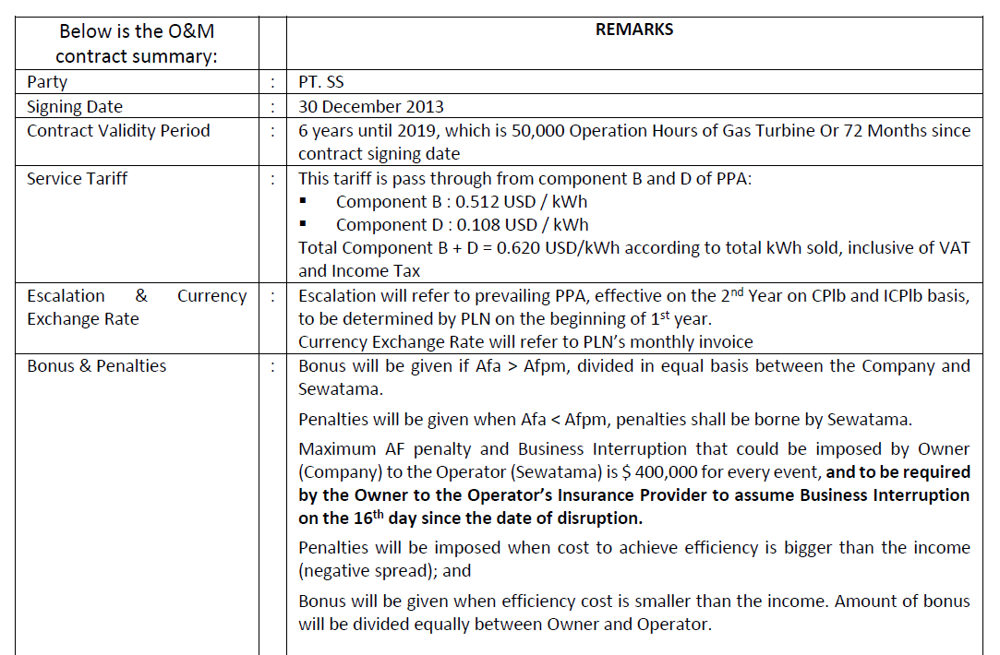 Below is the O&M
contract summary:
REMARKS
Party : PT. SS
Signing Date : 30 December 2013
Contract Validity Period : 6 years until 2019, which is 50,000 Operation Hours of Gas Turbine Or 72 Months since
contract signing date
Service Tariff : This tariff is pass through from component B and D of PPA:
▪ Component B : 0.512 USD / kWh
▪ Component D : 0.108 USD / kWh
Total Component B + D = 0.620 USD/kWh according to total kWh sold, inclusive of VAT
and Income Tax
Escalation & Currency
Exchange Rate
: Escalation will refer to prevailing PPA, effective on the 2nd Year on CPlb and ICPlb basis,
to be determined by PLN on the beginning of 1st year.
Currency Exchange Rate will refer to PLN’s monthly invoice
Bonus & Penalties : Bonus will be given if Afa > Afpm, divided in equal basis between the Company and
Sewatama.
Penalties will be given when Afa < Afpm, penalties shall be borne by Sewatama.
Maximum AF penalty and Business Interruption that could be imposed by Owner
(Company) to the Operator (Sewatama) is $ 400,000 for every event, and to be required
by the Owner to the Operator’s Insurance Provider to assume Business Interruption
on the 16th day since the date of disruption.
Penalties will be imposed when cost to achieve efficiency is bigger than the income
(negative spread); and
Bonus will be given when efficiency cost is smaller than the income. Amount of bonus
will be divided equally between Owner and Operator.